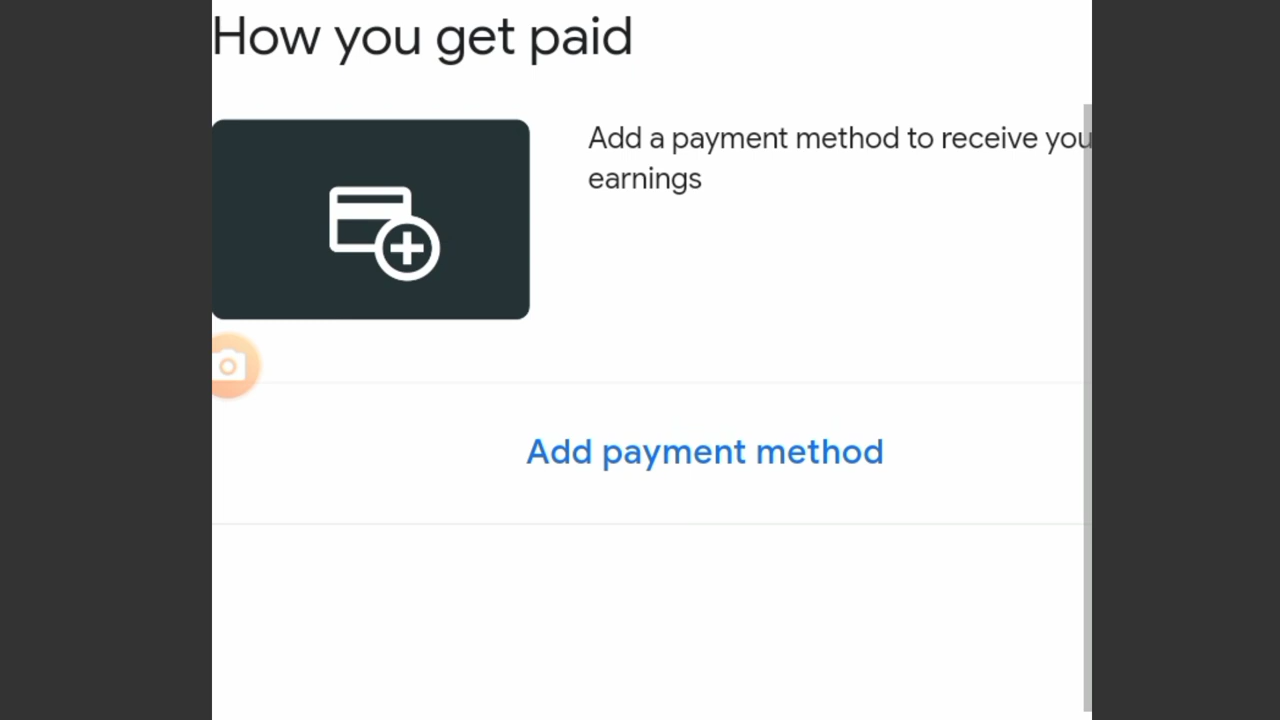 How you get paid
Add a payment method to receive you
earnings
Add payment method